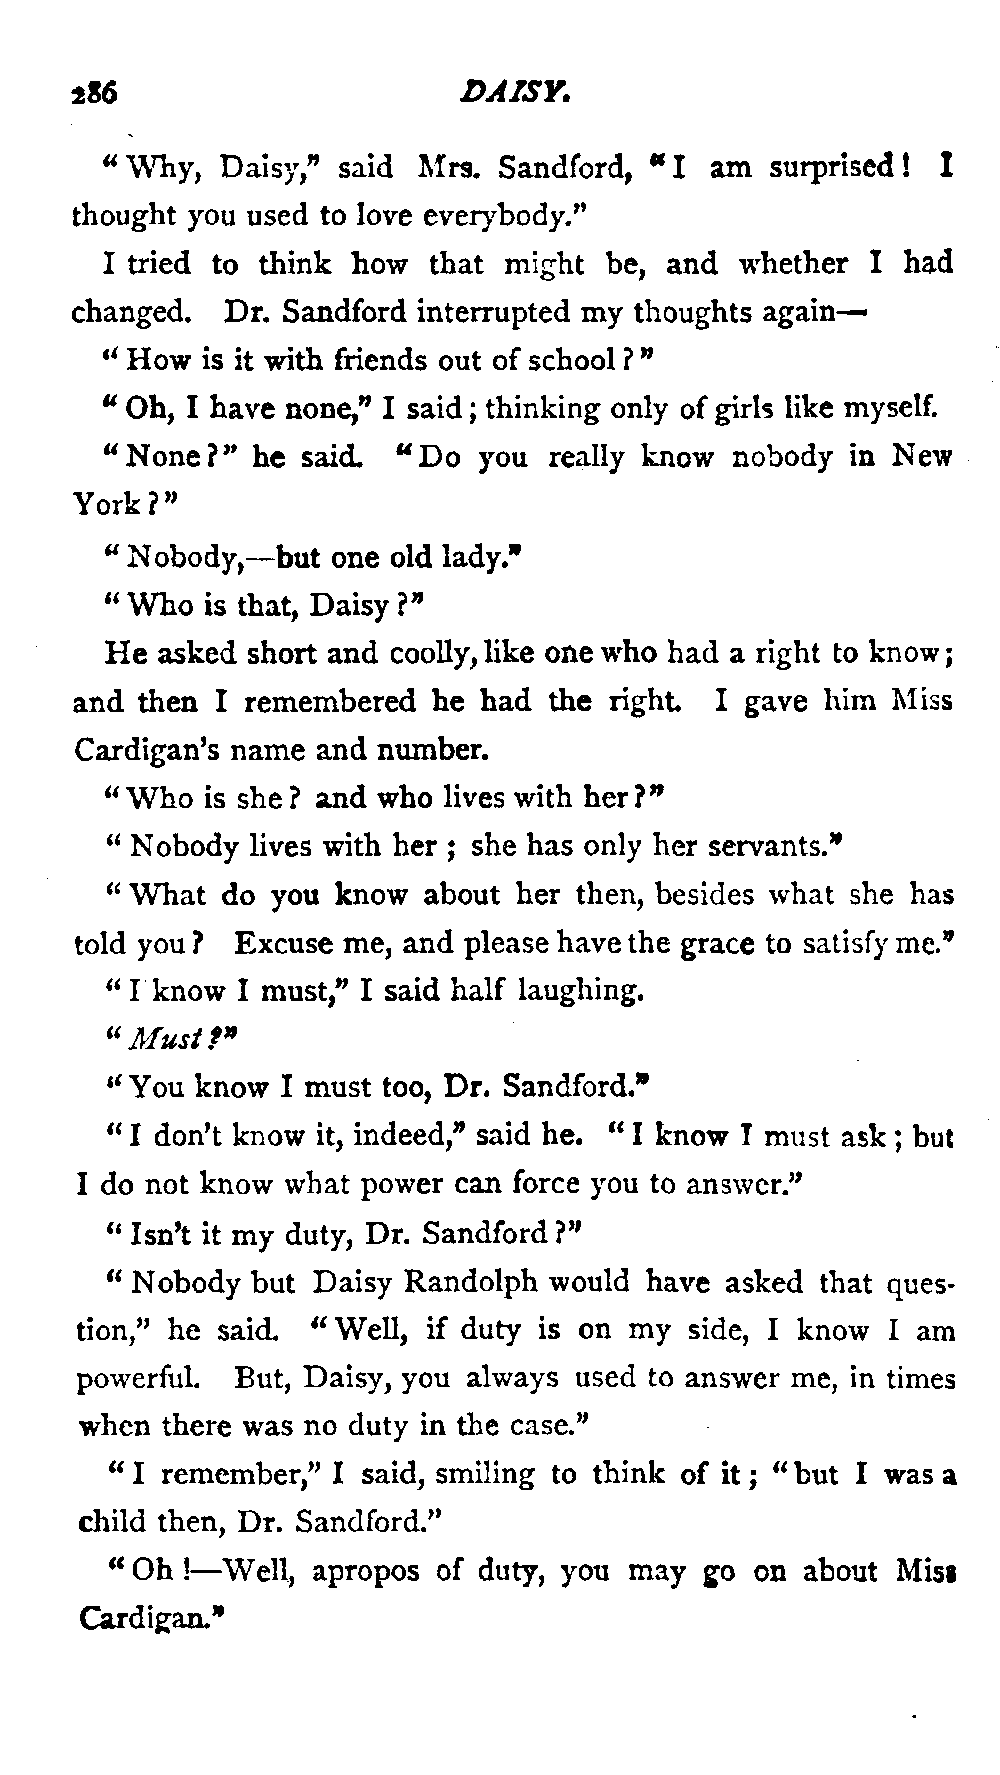 286 DAISY.
“Why, Daisy,” said Mrs. Sandford, “I am surprised! I
thought you used to love everybody.”
I tried to think how that might be, and whether I had
changed. Dr. Sandford interrupted my thoughts again—
“How is it with friends out of school?”
“Oh, I have none,” I said; thinking only of girls like myself.
“None?” he said. “Do you really know nobody in New
York?”
“Nobody,—but one old lady.”
“Who is that, Daisy?”
He asked short and coolly, like one who had a right to know;
and then I remembered he had the right. I gave him Miss
Cardigan's name and number.
“Who is she? and who lives with her?”
“Nobody lives with her; she has only her servants.”
“What do you know about her then, besides what she has
told you? Excuse me, and please have the grace to satisfy me.”
“I know I must,” I said half laughing.
“Must?”
“You know I must too, Dr. Sandford.”
“I don't know it, indeed,” said he. “I know I must ask; but
I do not know what power can force you to answer.”
“Isn't it my duty, Dr. Sandford?”
“Nobody but Daisy Randolph would have asked that ques-
tion,” he said. “Well, if duty is on my side, I know I am
powerful. But, Daisy, you always used to answer me, in times
when there was no duty in the case.”
“I remember,” I said, smiling to think of it; “but I was a
child then, Dr. Sandford.”
“Oh!—Well, apropos of duty, you may go on about Miss
Cardigan.”